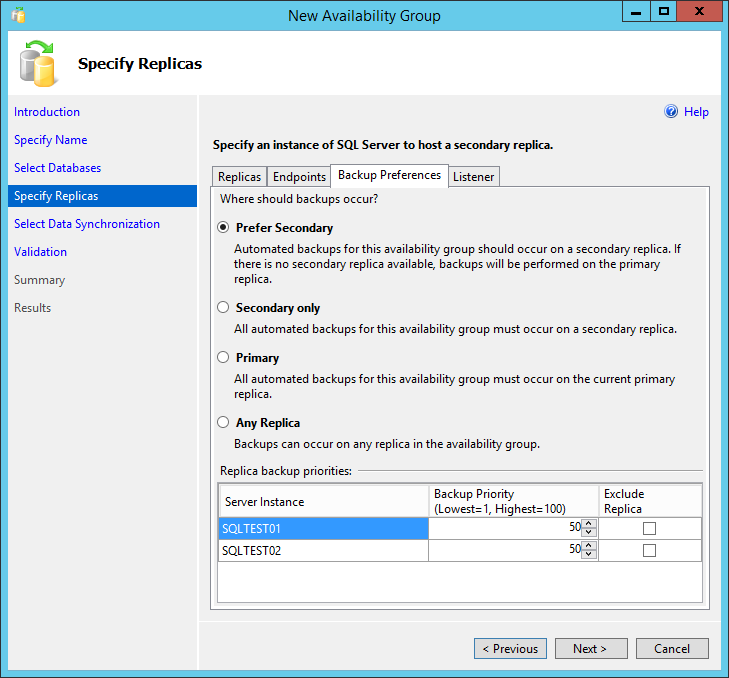 New Availability Group
Specify Replicas
Introduction
Specify Name
Select Databases
Specify Replicas
Select Data Synchronization
Validation
Summary
Results
Help
Specify an instance of SQL Server to host a secondary replica.
Replicas Endpoints Backup Preferences Listener
Where should backups occur?
Prefer Secondary
Automated backups for this availability group should occur on a secondary replica. If
there is no secondary replica available, backups will be performed on the primary
replica.
Secondary only
All automated backups for this availability group must occur on a secondary replica.
Primary
All automated backups for this availability group must occur on the current primary
replica.
Any Replica
Backups can occur on any replica in the availability group.
Replica backup priorities:
Server Instance
Backup Priority
(Lowest=1, Highest=100)
Exclude
Replica
SQLTEST01 50
SQLTEST02 50
< Previous Next > Cancel